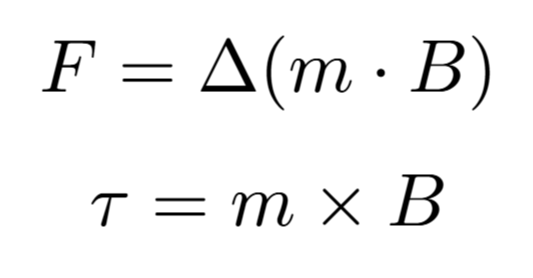 F = Δ(m · B)
τ = m × B